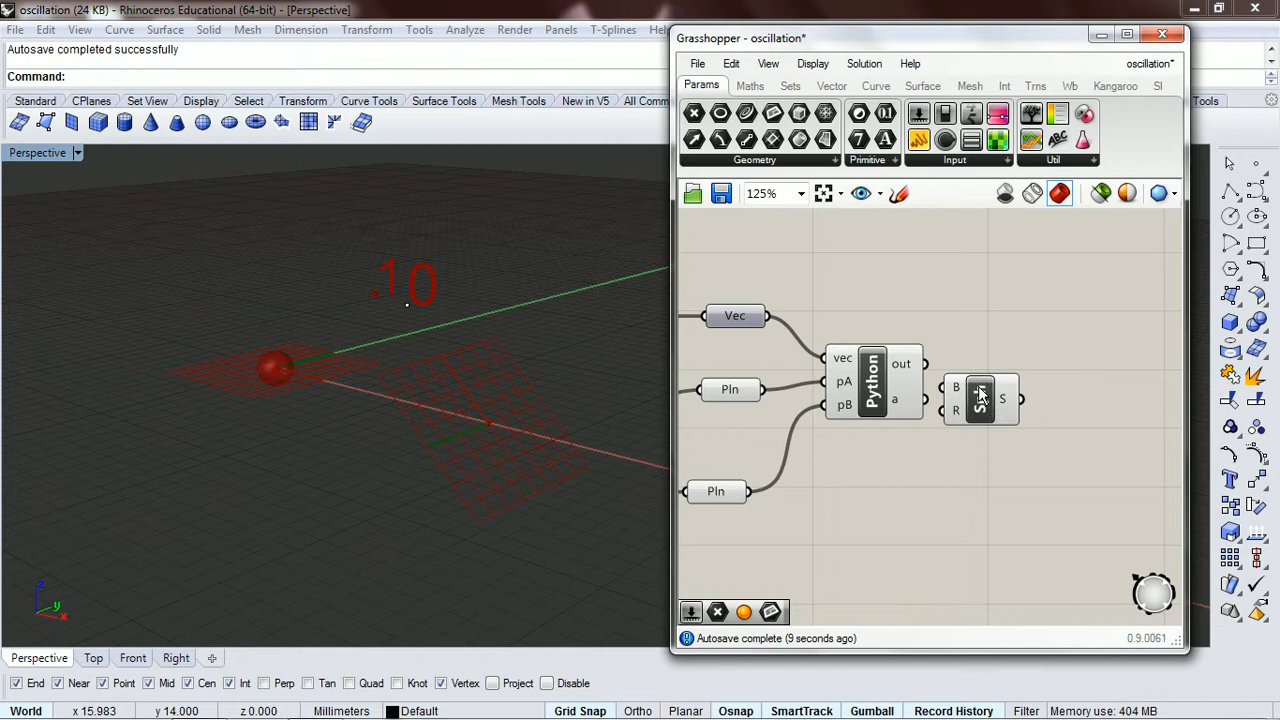 oscillation (24 KB) - Rhinoceros Educational (64-bit) - [Perspective]
File Edit View Curve Surface Solid Mesh Dimension Transform Tools Analyze Render Panels T-Splines
Autosave completed successfully
Command:
Standard CPlanes Set View Display Select Transform Curve Tools Surface Tools Mesh Tools New in V5 All Comm
Tools
Perspective
.10
Grasshopper - oscillation*
File Edit View Display Solution Help oscillation*
Params Maths Sets Vector Curve Surface Mesh Int Trns Wb Kangaroo SI
0.1
7 A ABC
Geometry Primitive Input Util
125%
Vec
Pln
Pln
vec
pA
pB
Python
out
a
B
R
S
Autosave complete (9 seconds ago) 0.9.0061
z
y
x
Perspective Top Front Right
End Near Point Mid Cen Int Perp Tan Quad Knot Vertex Project Disable
World x 15.983 y 14.000 z 0.000 Millimeters Default Grid Snap Ortho Planar Osnap SmartTrack Gumball Record History Filter Memory use: 404 MB